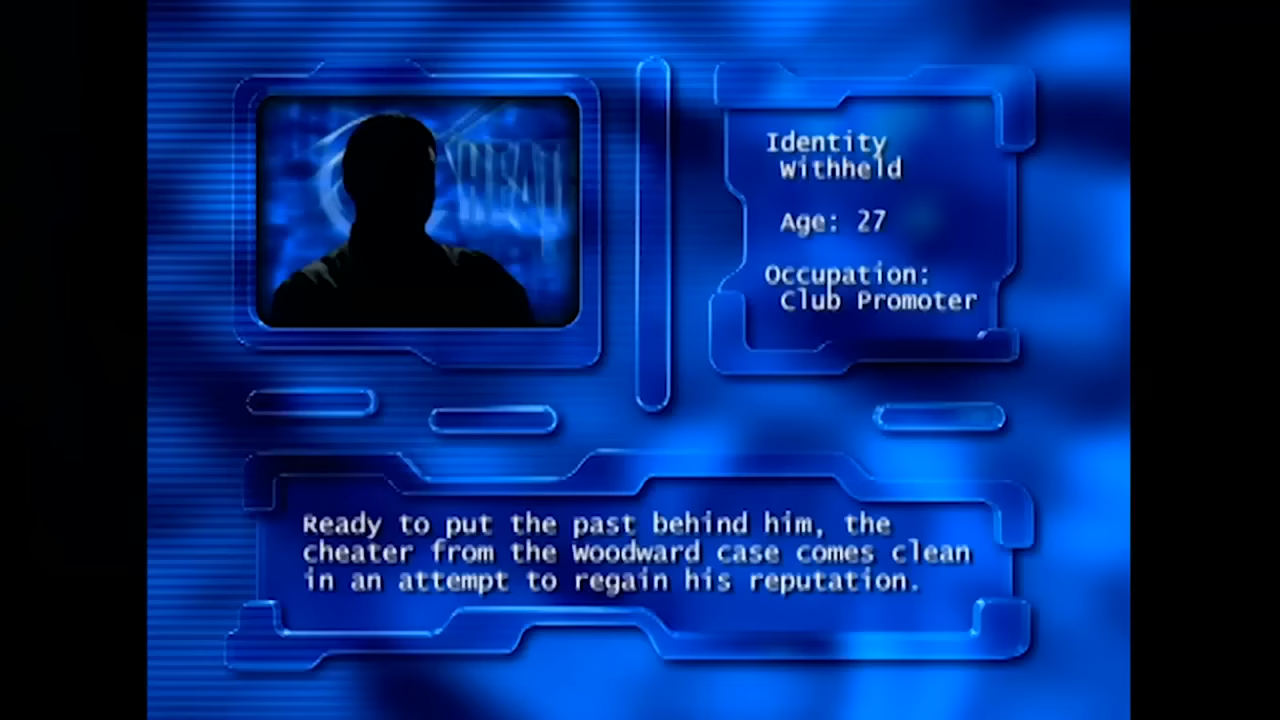 HEAT
Identity
Withheld
Age: 27
Occupation:
Club Promoter
Ready to put the past behind him, the
cheater from the Woodward case comes clean
in an attempt to regain his reputation.